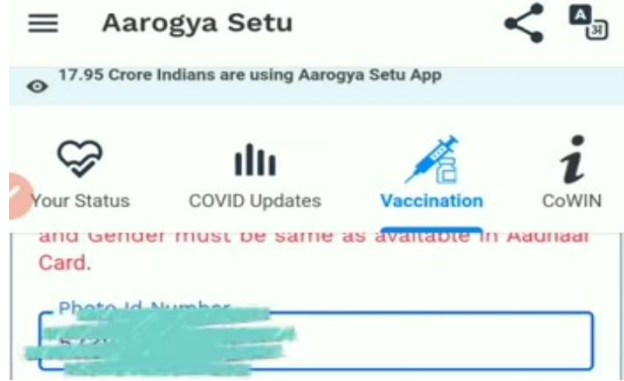 Aarogya Setu
A
अ
17.95 Crore Indians are using Aarogya Setu App
Your Status
COVID Updates
Vaccination
CoWIN
and Gender must be same as available in Aadhaar
Card.
Photo Id Number